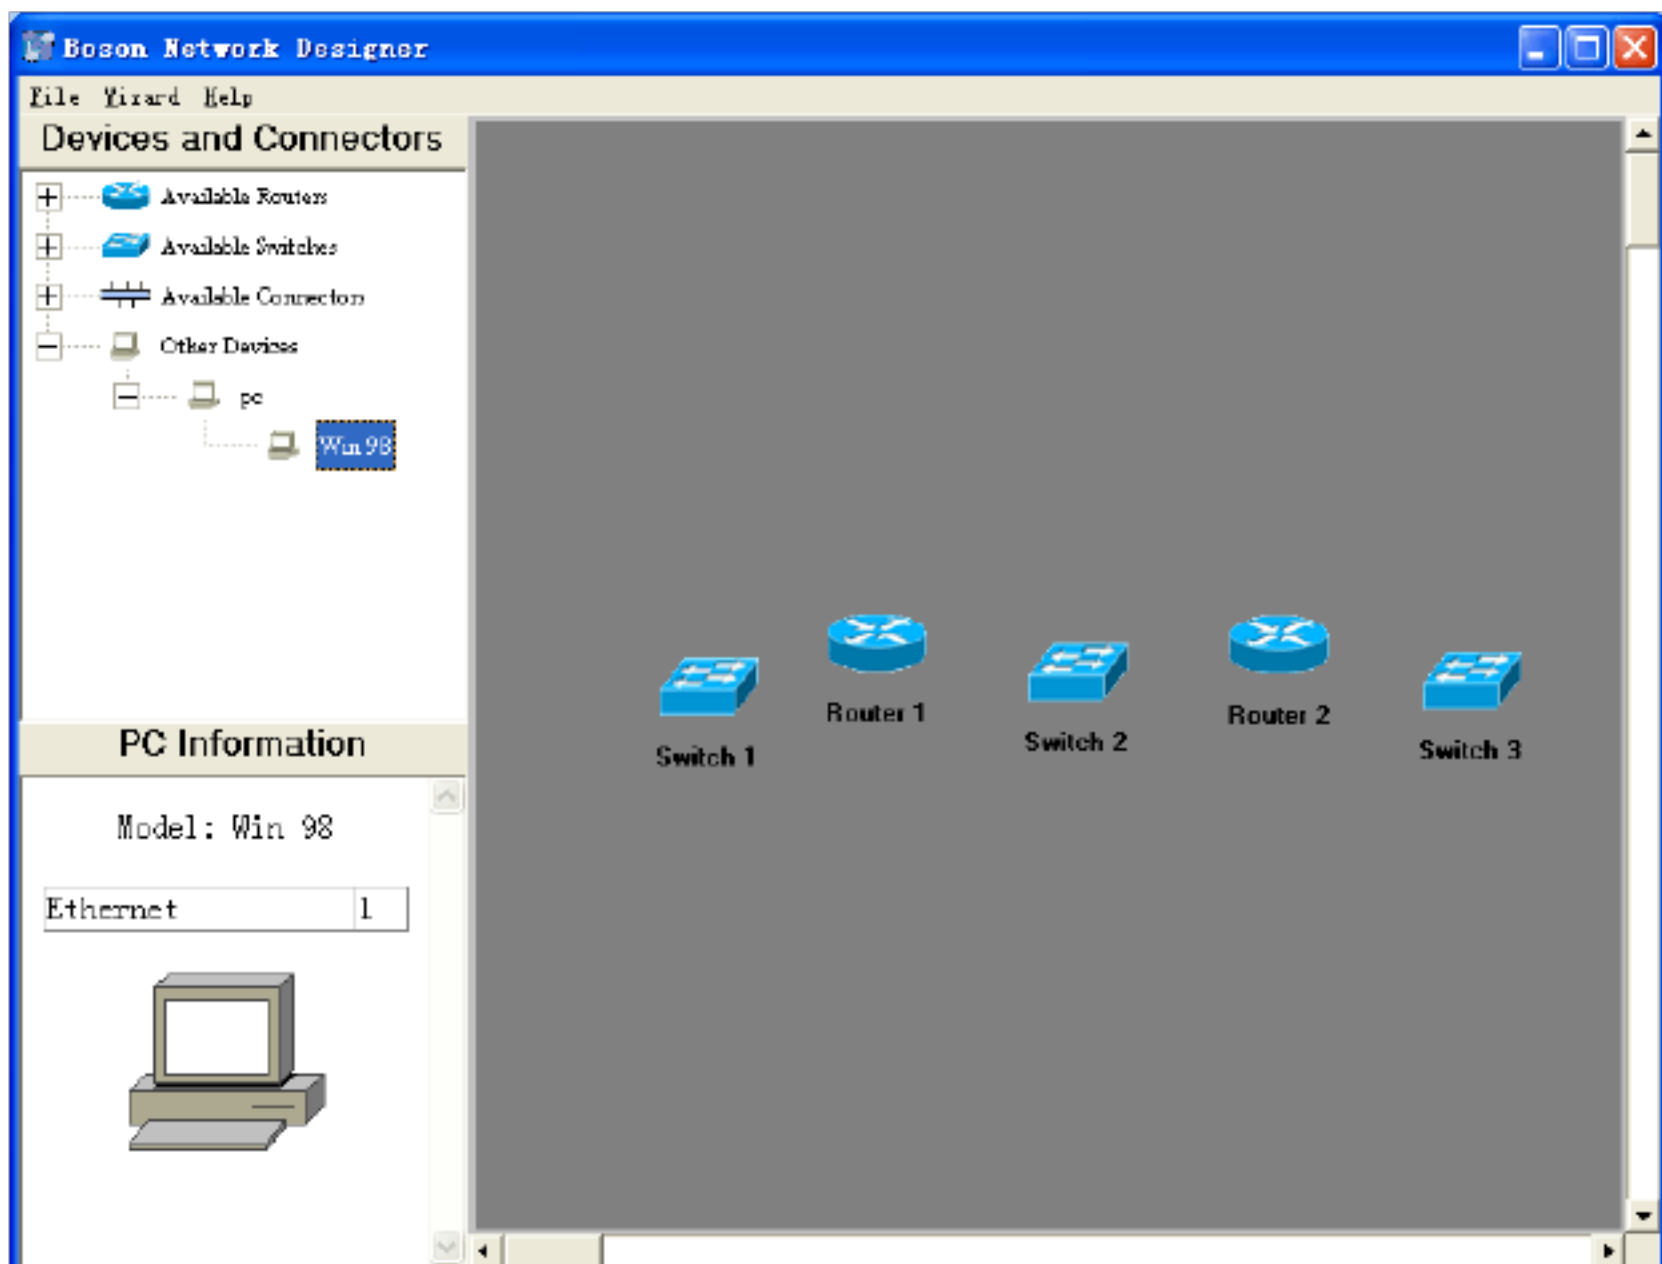 Boson Network Designer
File Wizard Help
Devices and Connectors
Available Routers
Available Switches
Available Connectors
Other Devices
pc
Win 98
PC Information
Model: Win 98
Ethernet 1
Router 1
Router 2
Switch 2
Switch 3
Switch 1